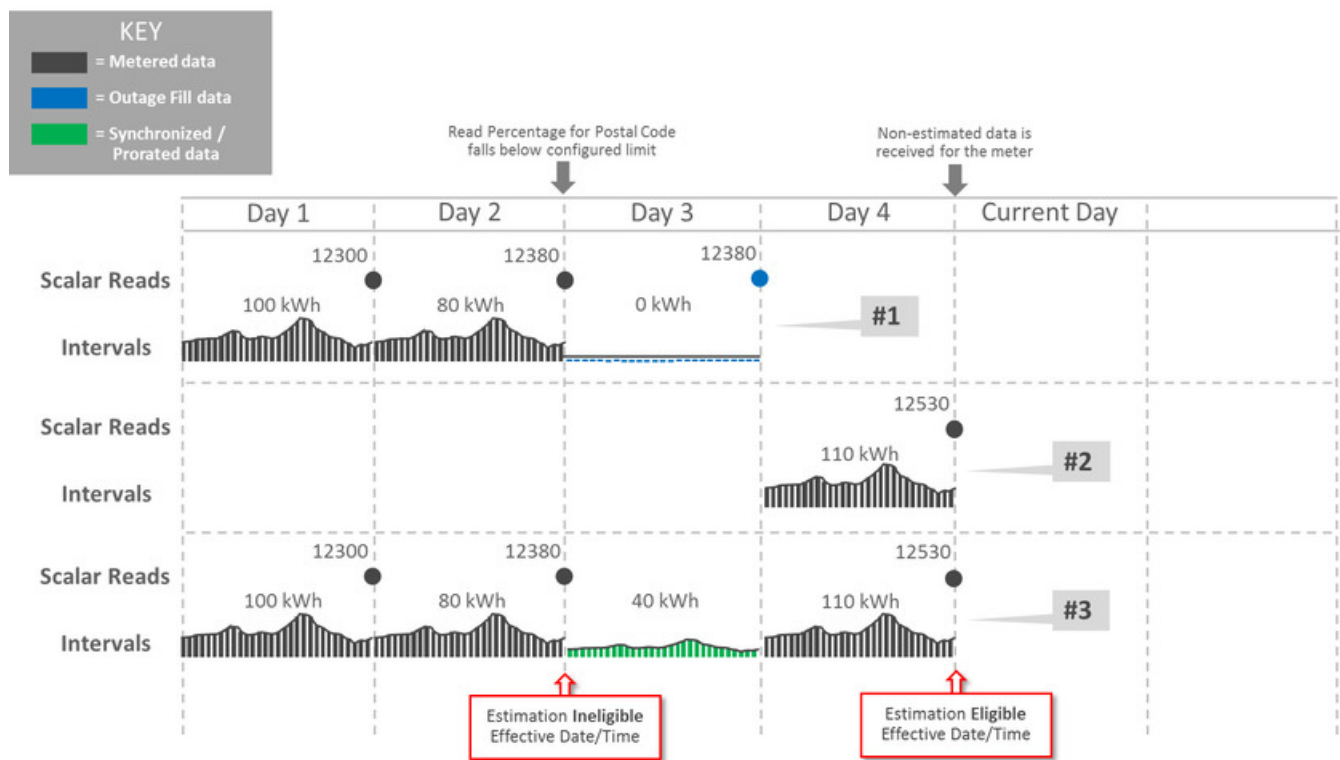 KEY
= Metered data
= Outage Fill data
= Synchronized /
Prorated data
Read Percentage for Postal Code
falls below configured limit
Non-estimated data is
received for the meter
Day 1
Day 2
Day 3
Day 4
Current Day
Scalar Reads
12300
12380
12380
100 kWh
80 kWh
0 kWh
#1
Intervals
Scalar Reads
12530
110 kWh
#2
Intervals
Scalar Reads
12300
12380
12530
100 kWh
80 kWh
40 kWh
110 kWh
#3
Intervals
Estimation Ineligible
Effective Date/Time
Estimation Eligible
Effective Date/Time